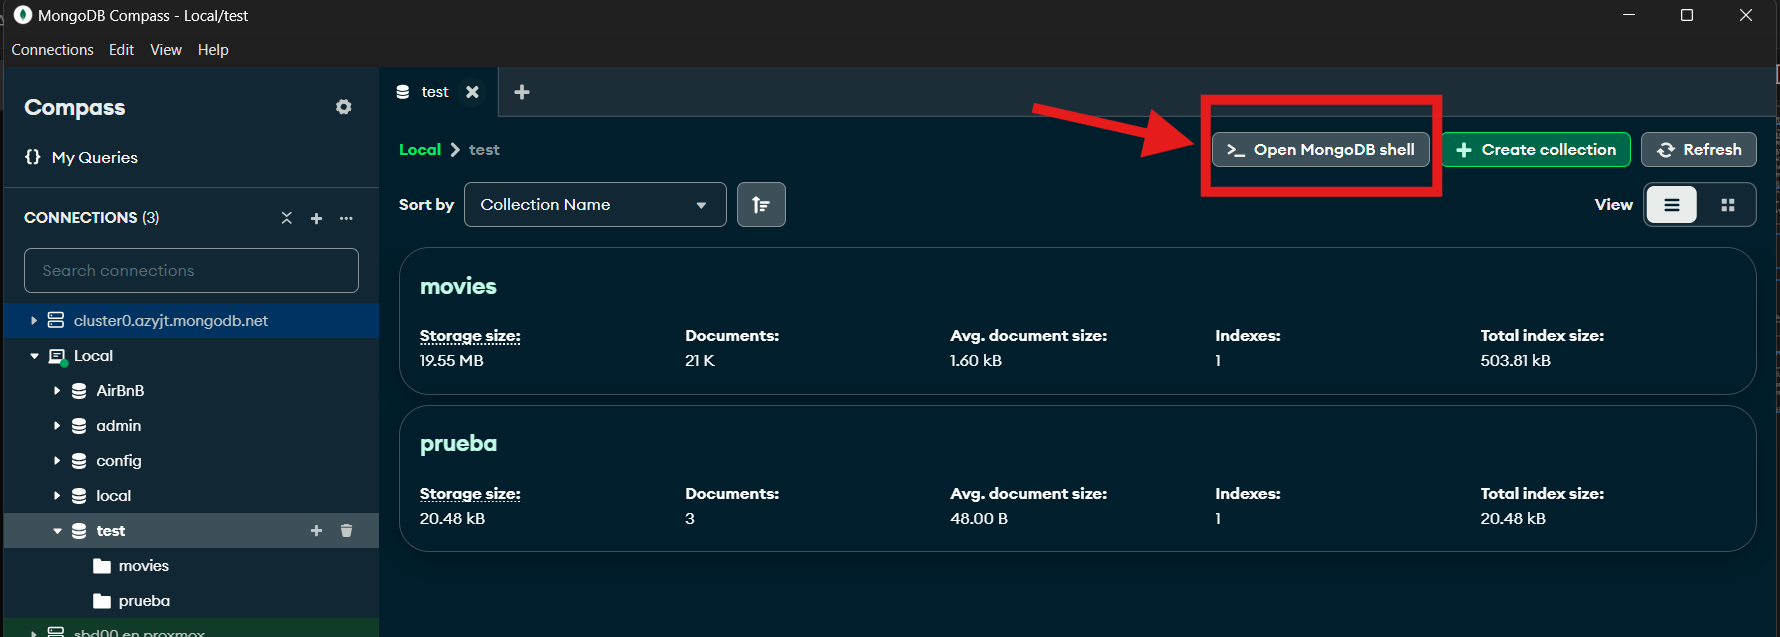 MongoDB Compass - Local/test
Connections Edit View Help
Compass
My Queries
CONNECTIONS (3)
Search connections
cluster0.azyjt.mongodb.net
Local
AirBnB
admin
config
local
test
movies
prueba
sbd00 en proxmox
test
Local > test
>_ Open MongoDB shell
+ Create collection
Refresh
Sort by Collection Name
View
movies
Storage size: Documents: Avg. document size: Indexes: Total index size:
19.55 MB 21 K 1.60 kB 1 503.81 kB
prueba
Storage size: Documents: Avg. document size: Indexes: Total index size:
20.48 kB 3 48.00 B 1 20.48 kB